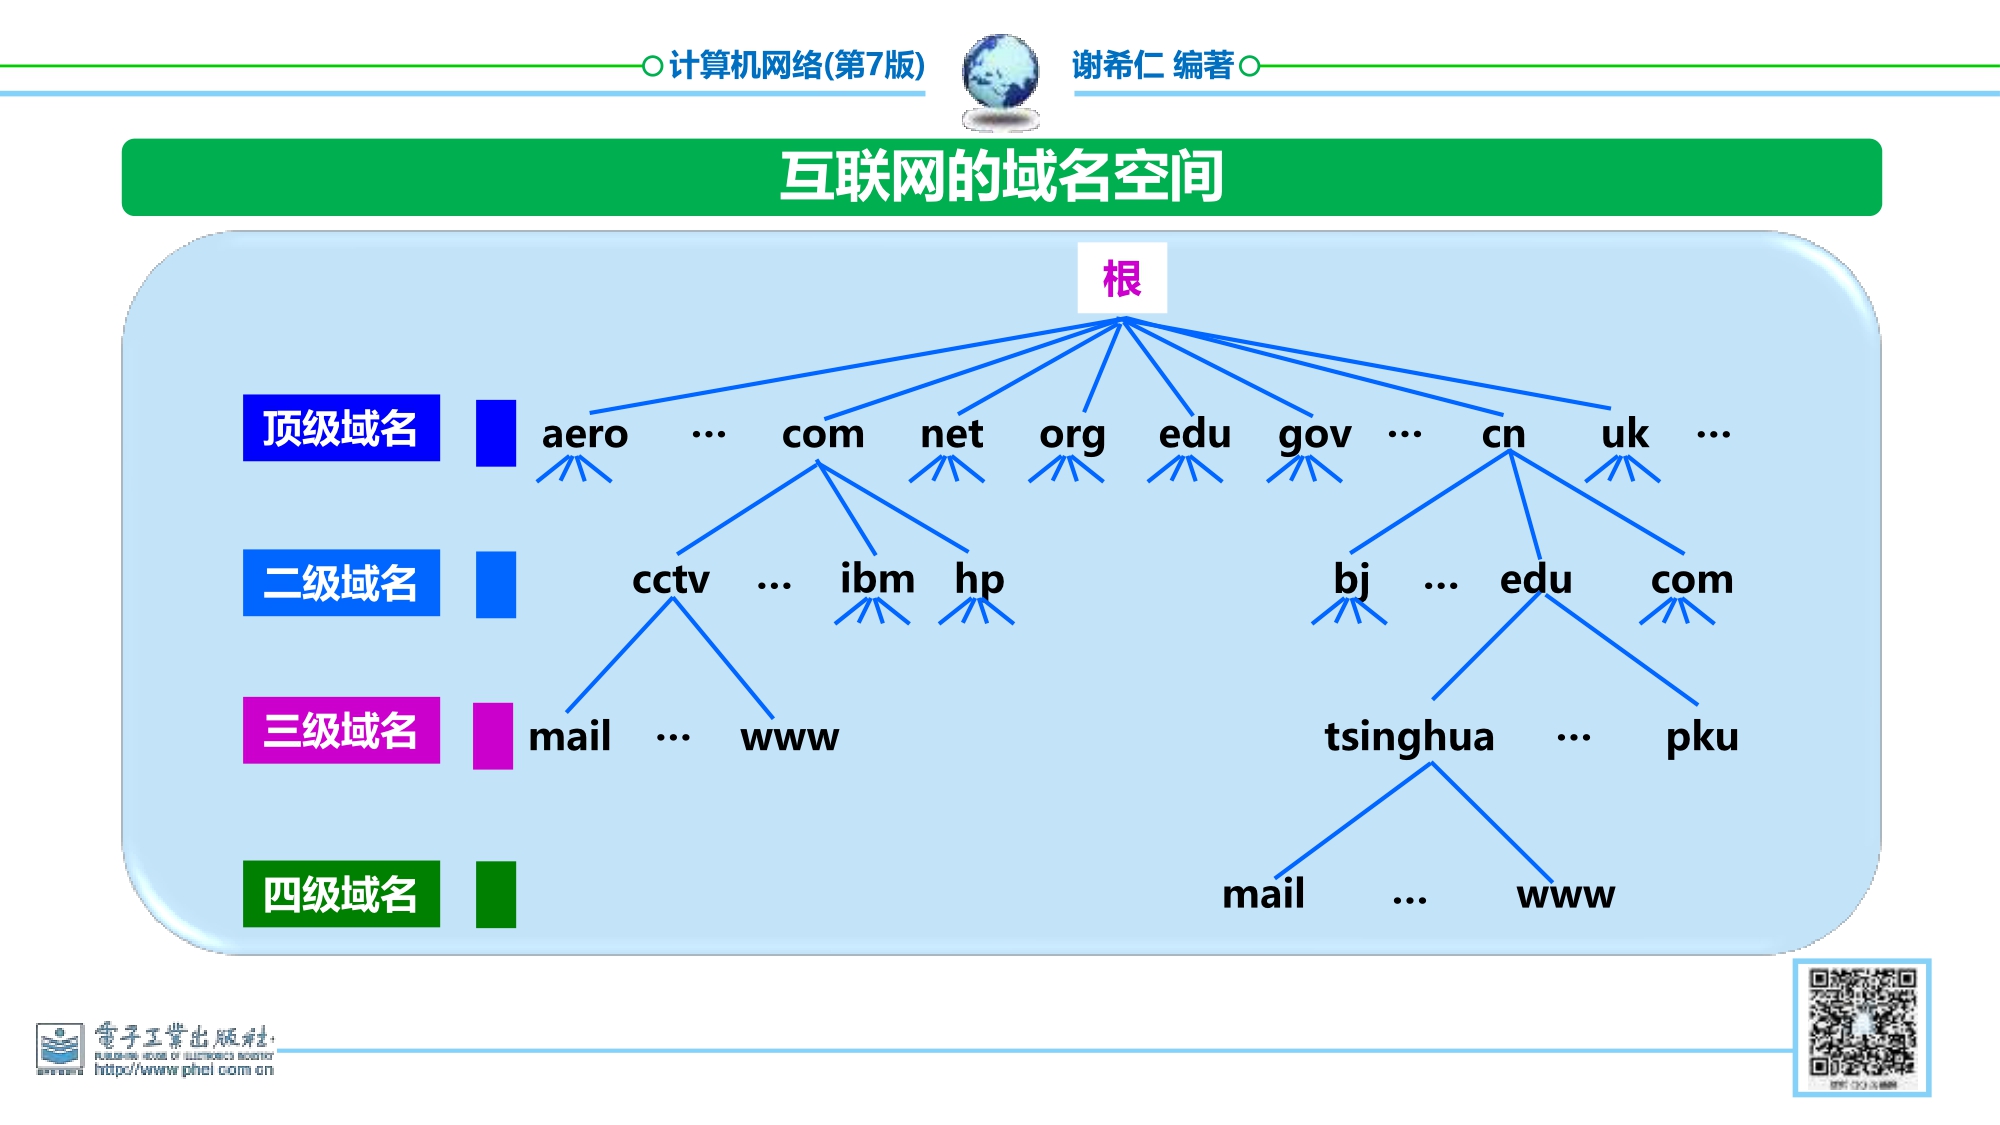 计算机网络(第7版) 谢希仁 编著
互联网的域名空间
根
顶级域名 aero … com net org edu gov … cn uk …
二级域名 cctv … ibm hp bj … edu com
三级域名 mail … www tsinghua … pku
四级域名 mail … www
電子工業出版社
PUBLISHING HOUSE OF ELECTRONICS INDUSTRY
http://www.phei.com.cn